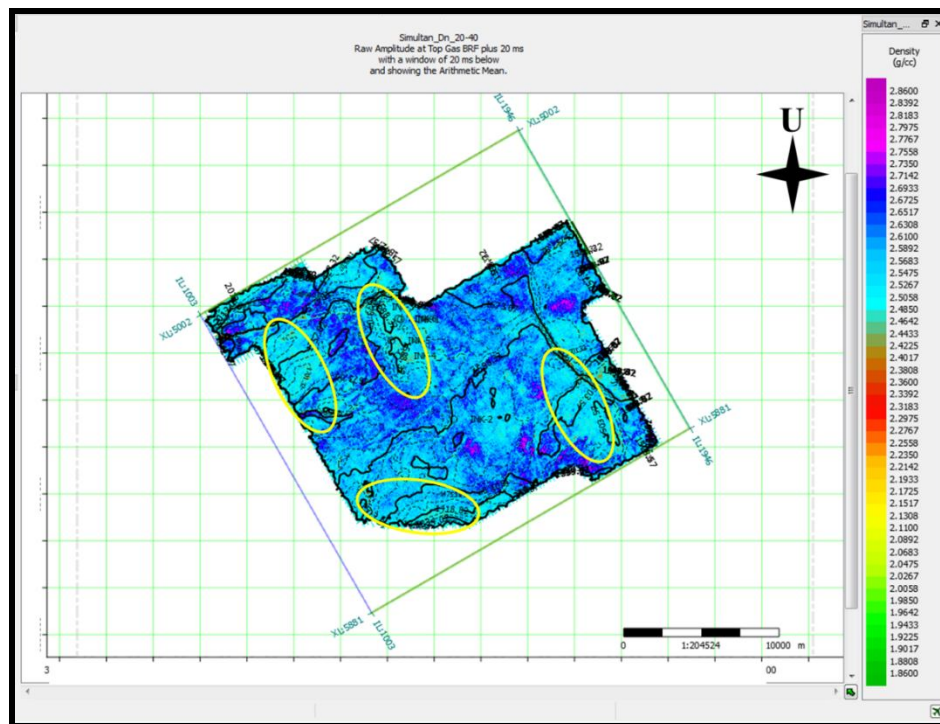 Simultan_Dn_20-40
Raw Amplitude at Top Gas BRF plus 20 ms
with a window of 20 ms below
and showing the Arithmetic Mean.
Simultan_...
Density
(g/cc)
2.8600
2.8392
2.8183
2.7975
2.7767
2.7558
2.7350
2.7142
2.6933
2.6725
2.6517
2.6308
2.6100
2.5892
2.5683
2.5475
2.5267
2.5058
2.4850
2.4642
2.4433
2.4225
2.4017
2.3808
2.3600
2.3392
2.3183
2.2975
2.2767
2.2558
2.2350
2.2142
2.1933
2.1725
2.1517
2.1308
2.1100
2.0892
2.0683
2.0475
2.0267
2.0058
1.9850
1.9642
1.9433
1.9225
1.9017
1.8808
1.8600
U
IL:1946
XL:5002
IL:1003
XL:5002
INK-2
XL:5881
IL:1946
XL:5881
IL:1003
0
1:204524
10000 m
3
00